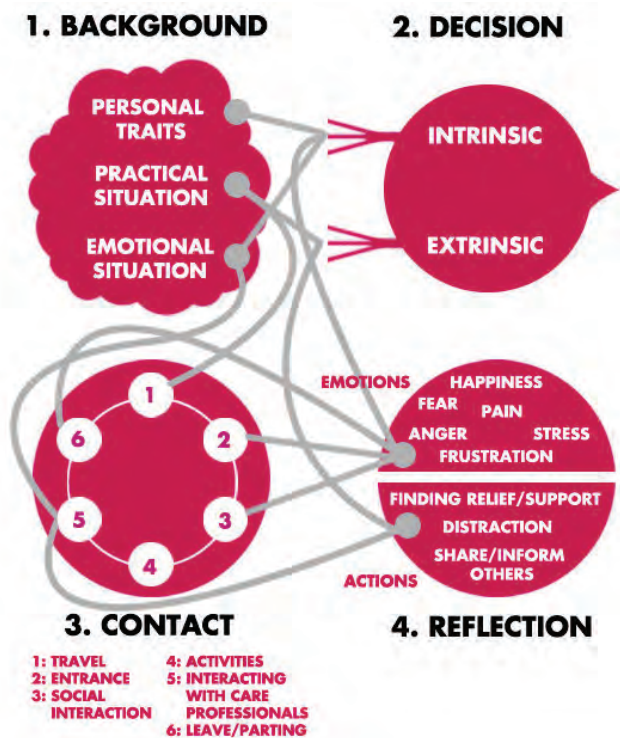 1. BACKGROUND
2. DECISION
PERSONAL
TRAITS
PRACTICAL
SITUATION
EMOTIONAL
SITUATION
INTRINSIC
EXTRINSIC
1
2
3
4
5
6
EMOTIONS
HAPPINESS
FEAR
PAIN
ANGER
STRESS
FRUSTRATION
FINDING RELIEF/SUPPORT
DISTRACTION
SHARE/INFORM
OTHERS
ACTIONS
3. CONTACT
4. REFLECTION
1: TRAVEL
2: ENTRANCE
3: SOCIAL
INTERACTION
4: ACTIVITIES
5: INTERACTING
WITH CARE
PROFESSIONALS
6: LEAVE/PARTING